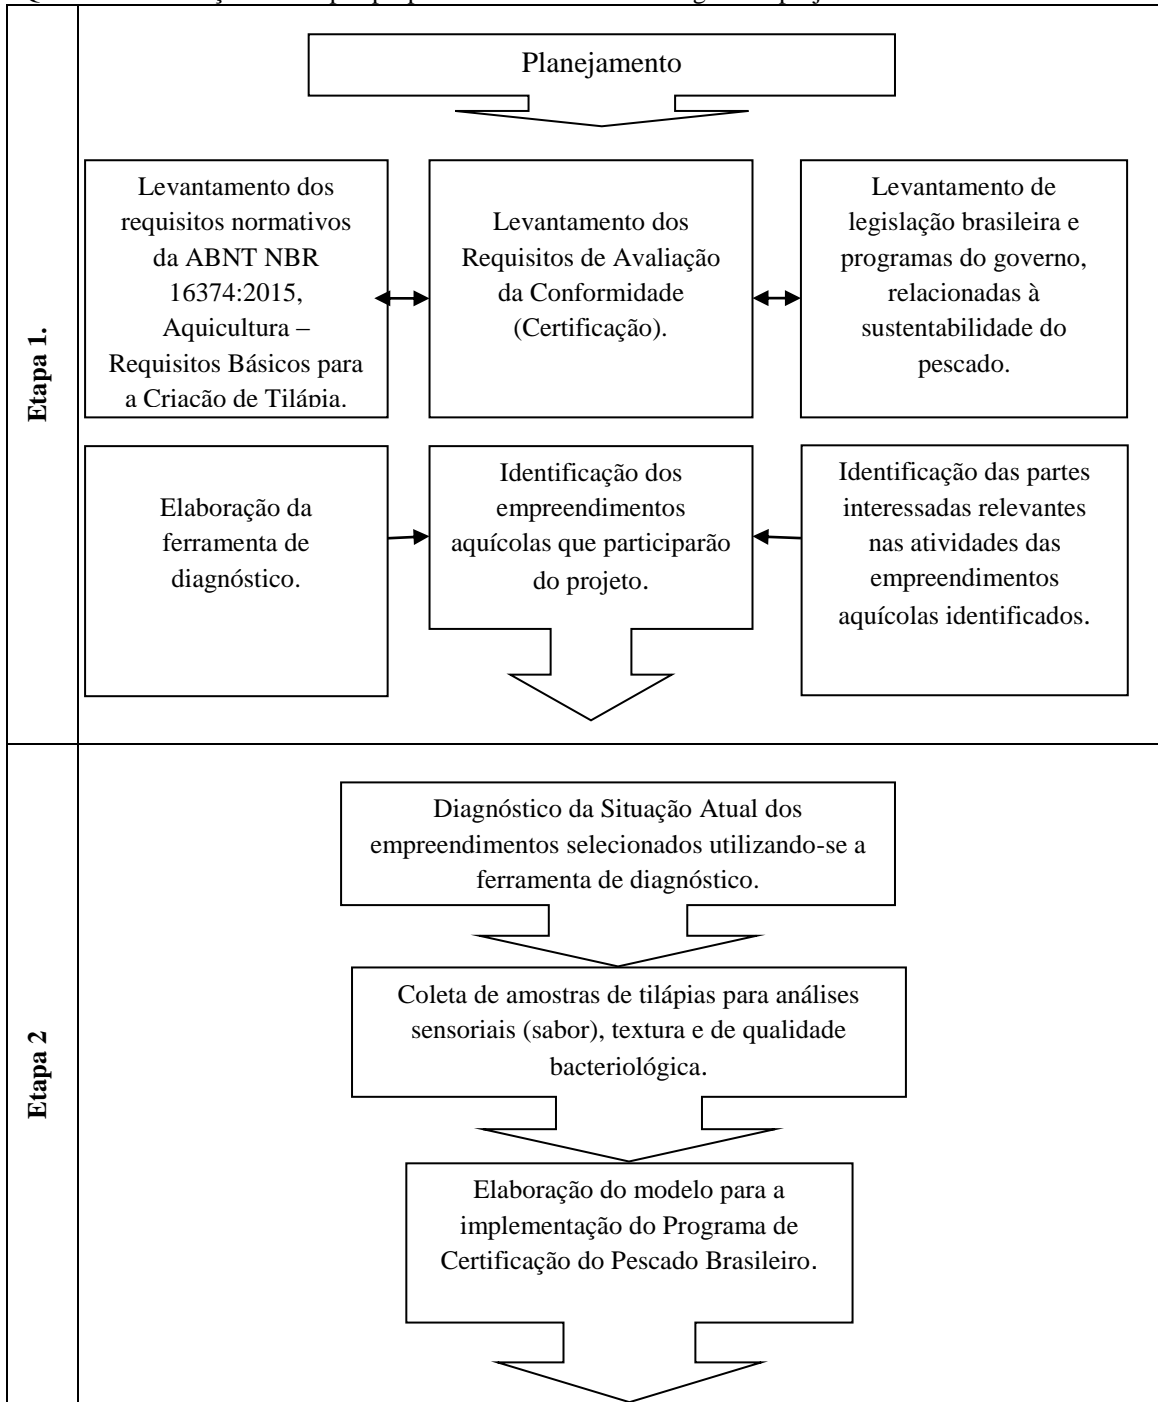 Planejamento
Levantamento dos
requisitos normativos
da ABNT NBR
16374:2015,
Aquicultura –
Requisitos Básicos para
a Criação de Tilápia.
Levantamento dos
Requisitos de Avaliação
da Conformidade
(Certificação).
Levantamento de
legislação brasileira e
programas do governo,
relacionadas à
sustentabilidade do
pescado.
Etapa 1.
Elaboração da
ferramenta de
diagnóstico.
Identificação dos
empreendimentos
aquícolas que participarão
do projeto.
Identificação das partes
interessadas relevantes
nas atividades das
empreendimentos
aquícolas identificados.
Etapa 2
Diagnóstico da Situação Atual dos
empreendimentos selecionados utilizando-se a
ferramenta de diagnóstico.
Coleta de amostras de tilápias para análises
sensoriais (sabor), textura e de qualidade
bacteriológica.
Elaboração do modelo para a
implementação do Programa de
Certificação do Pescado Brasileiro.